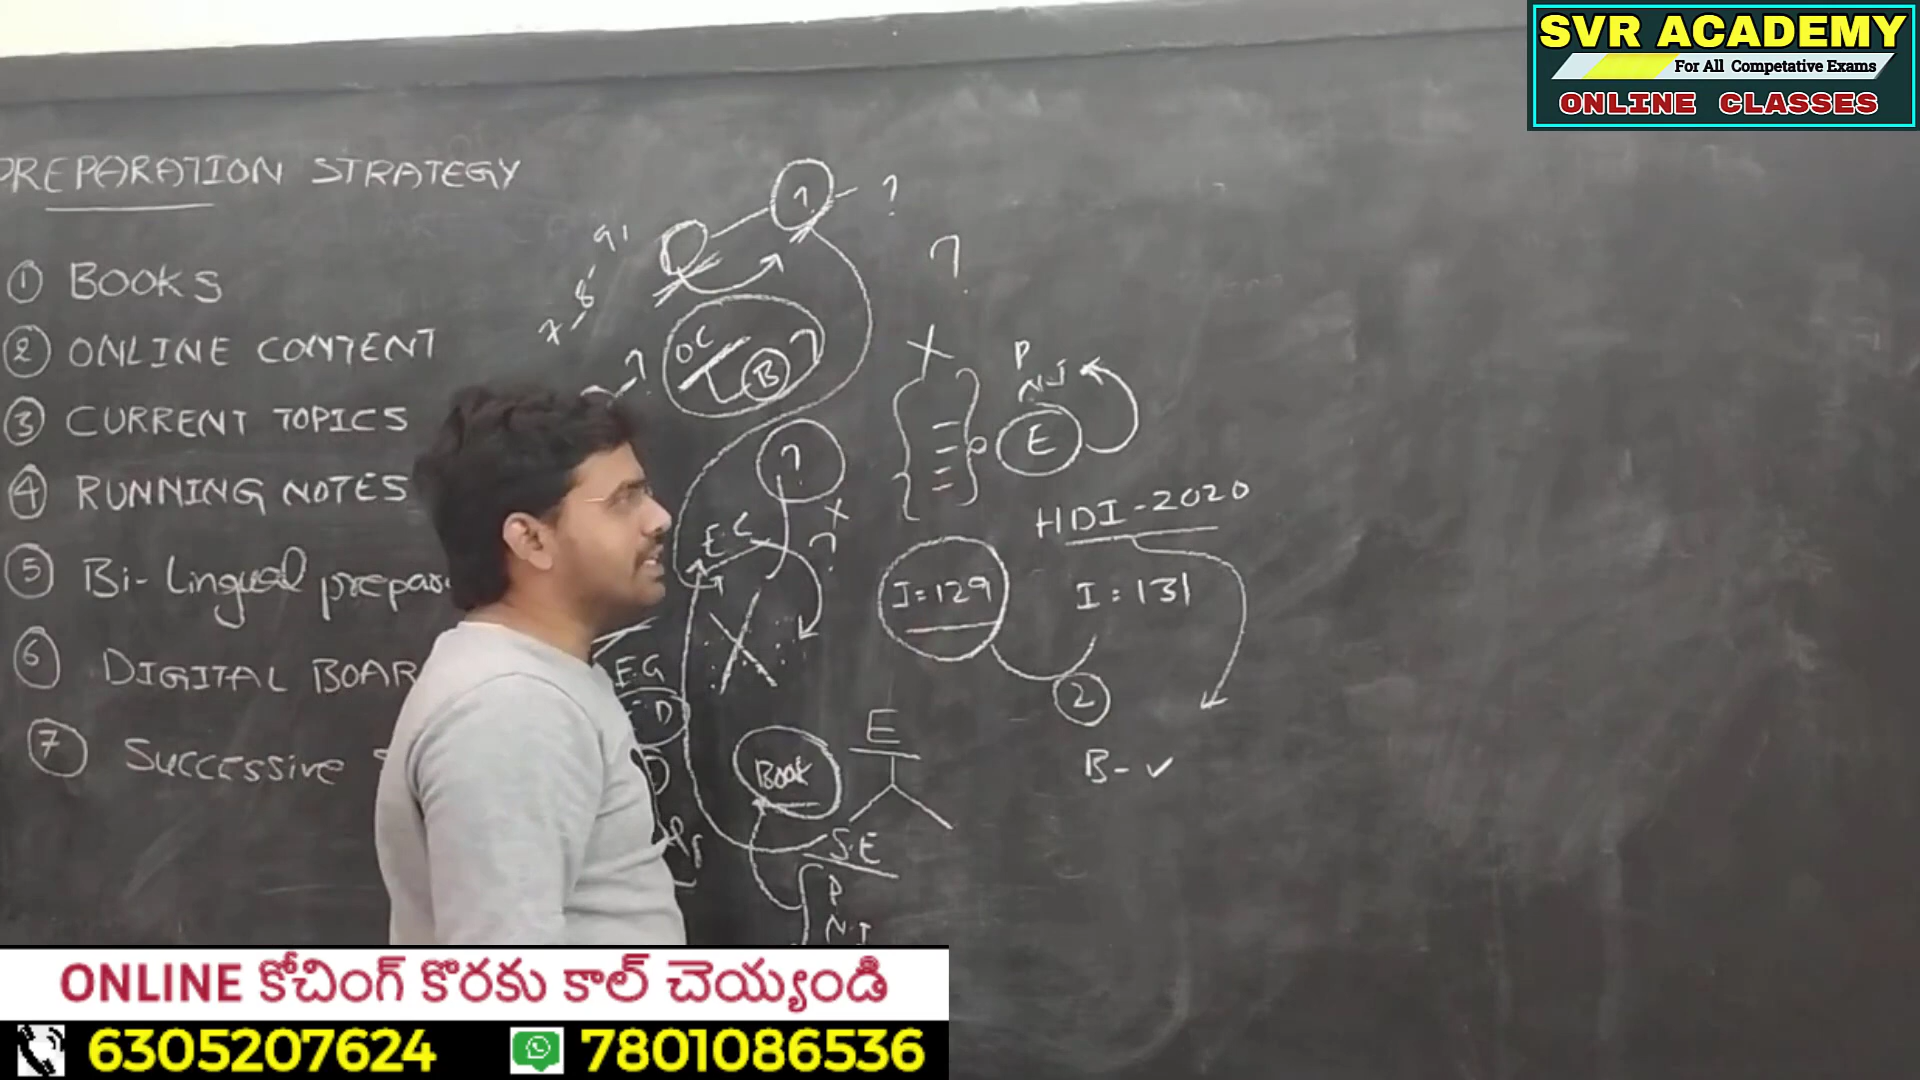 SVR ACADEMY
For All Competative Exams
ONLINE CLASSES
PREPARATION STRATEGY
① BOOKS
② ONLINE CONTENT
③ CURRENT TOPICS
④ RUNNING NOTES
⑤ Bi-Lingual
⑥ DIGITAL
⑦ SUCCESSIVE
?
?
?
91
8
OC
B
?
?
X
P
N.I
E
?
E.C
X
?
HDI-2020
I=129
I=131
2
E.G
D
Book
E
S.E
P
N.I
B-✓
ONLINE కోచింగ్ కొరకు కాల్ చెయ్యండి
6305207624
7801086536